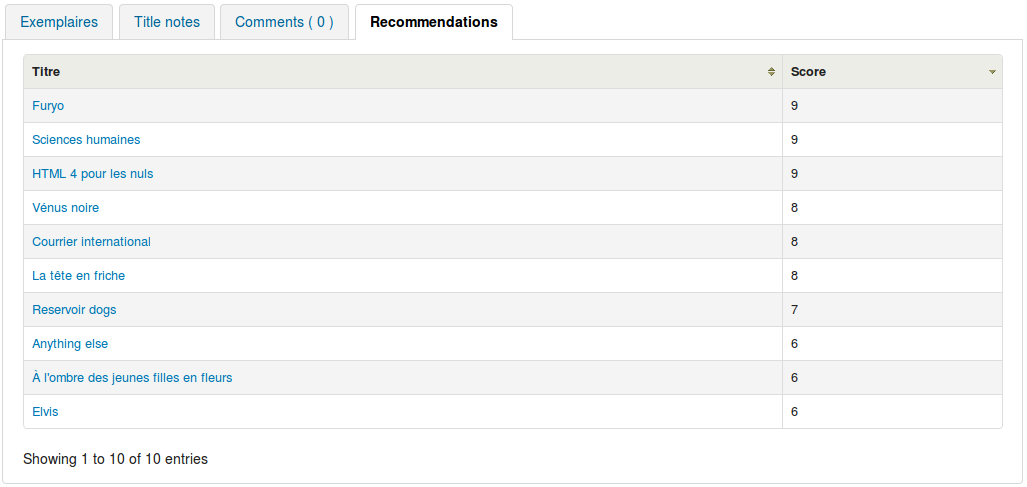 Exemplaires Title notes Comments ( 0 ) Recommendations
Titre Score
Furyo 9
Sciences humaines 9
HTML 4 pour les nuls 9
Vénus noire 8
Courrier international 8
La tête en friche 8
Reservoir dogs 7
Anything else 6
À l'ombre des jeunes filles en fleurs 6
Elvis 6
Showing 1 to 10 of 10 entries